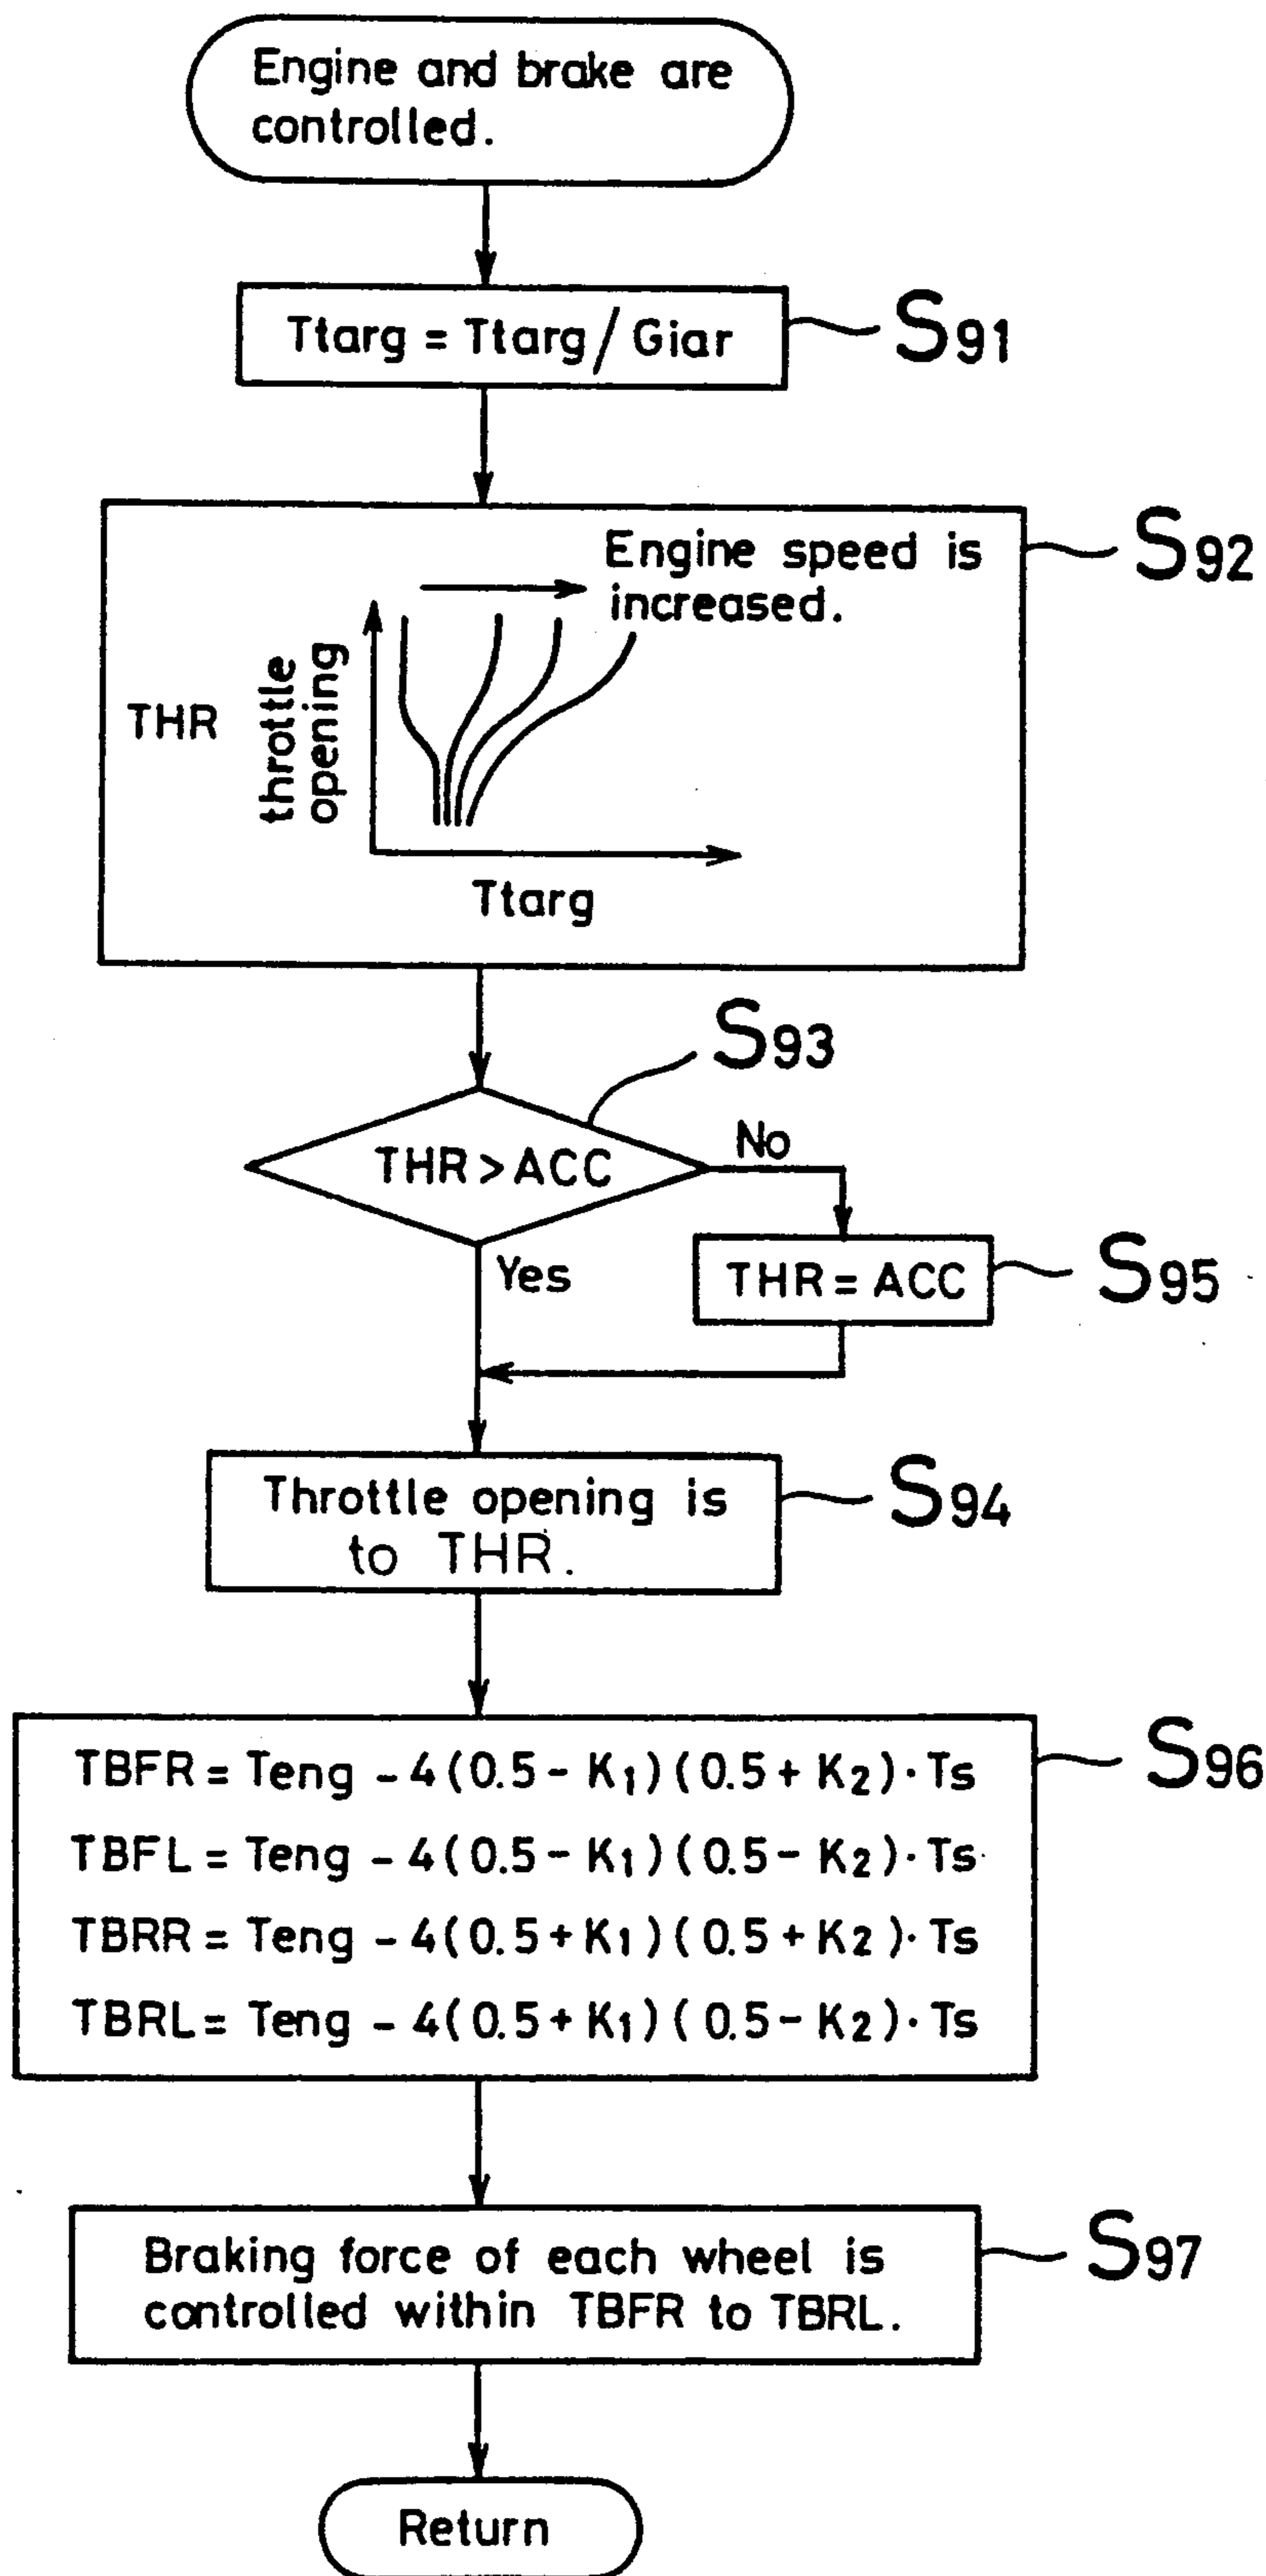 Engine and brake are
controlled.
Ttarg = Ttarg / Giar
S91
Engine speed is
increased.
S92
THR
throttle
opening
Ttarg
S93
THR > ACC
No
Yes
THR = ACC
S95
Throttle opening is
to THR.
S94
TBFR = Teng - 4(0.5 - K1)(0.5 + K2)·Ts
TBFL = Teng - 4(0.5 - K1)(0.5 - K2)·Ts
TBRR = Teng - 4(0.5 + K1)(0.5 + K2)·Ts
TBRL = Teng - 4(0.5 + K1)(0.5 - K2)·Ts
S96
Braking force of each wheel is
controlled within TBFR to TBRL.
S97
Return